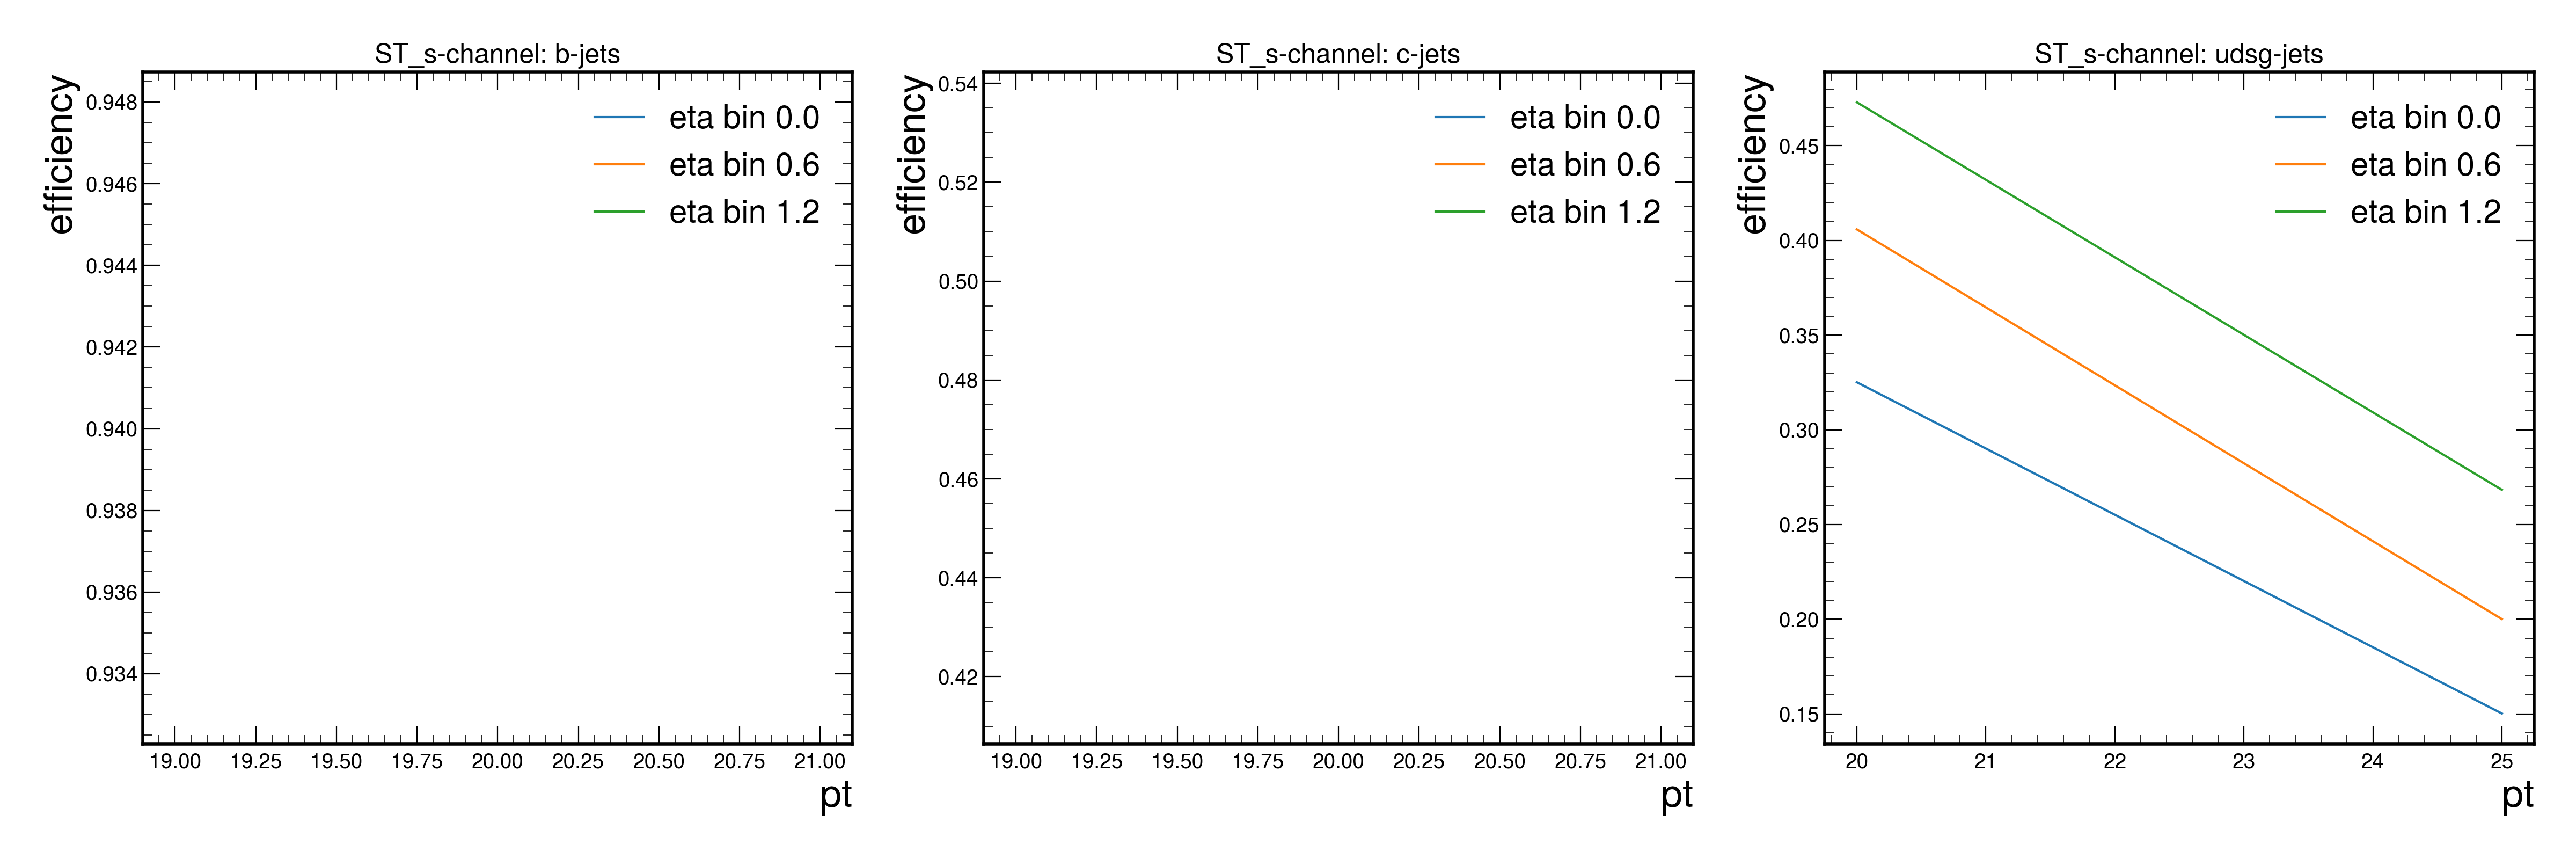 ST_s-channel: b-jets
efficiency
0.948
0.946
0.944
0.942
0.940
0.938
0.936
0.934
eta bin 0.0
eta bin 0.6
eta bin 1.2
19.00 19.25 19.50 19.75 20.00 20.25 20.50 20.75 21.00
pt
ST_s-channel: c-jets
efficiency
0.54
0.52
0.50
0.48
0.46
0.44
0.42
eta bin 0.0
eta bin 0.6
eta bin 1.2
19.00 19.25 19.50 19.75 20.00 20.25 20.50 20.75 21.00
pt
ST_s-channel: udsg-jets
efficiency
0.45
0.40
0.35
0.30
0.25
0.20
0.15
eta bin 0.0
eta bin 0.6
eta bin 1.2
20 21 22 23 24 25
pt